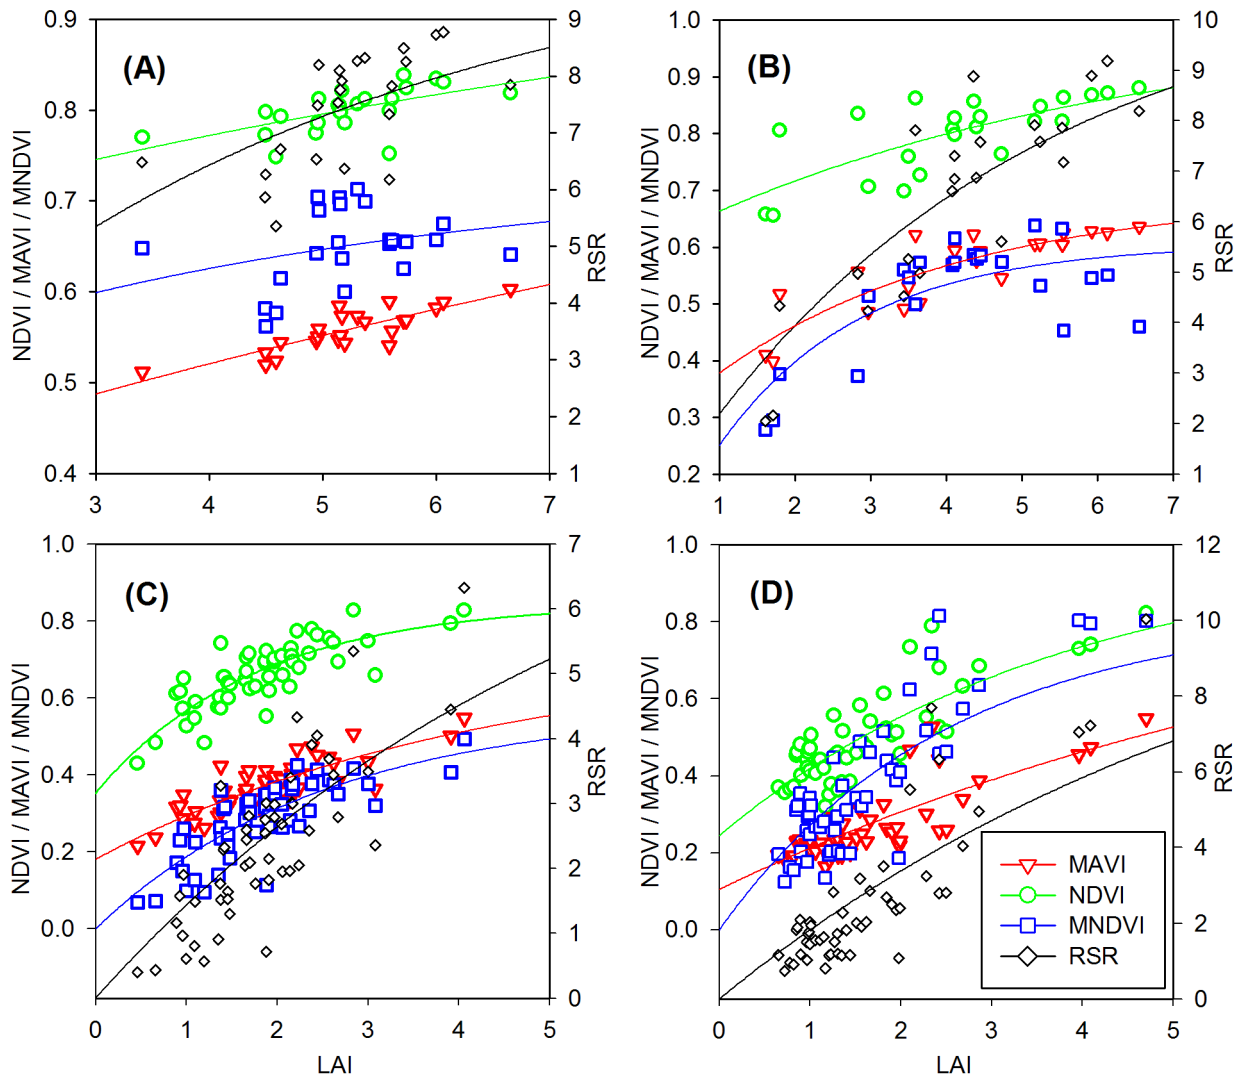 (A)
0.9
0.8
0.7
0.6
0.5
0.4
NDVI / MAVI / MNDVI
3 4 5 6 7
9
8
7
6
5
4
3
2
1
RSR
(B)
1.0
0.9
0.8
0.7
0.6
0.5
0.4
0.3
0.2
NDVI / MAVI / MNDVI
1 2 3 4 5 6 7
10
9
8
7
6
5
4
3
2
1
RSR
(C)
1.0
0.8
0.6
0.4
0.2
0.0
NDVI / MAVI / MNDVI
0 1 2 3 4 5
LAI
7
6
5
4
3
2
1
0
RSR
(D)
1.0
0.8
0.6
0.4
0.2
0.0
NDVI / MAVI / MNDVI
0 1 2 3 4 5
LAI
12
10
8
6
4
2
0
RSR
MAVI
NDVI
MNDVI
RSR